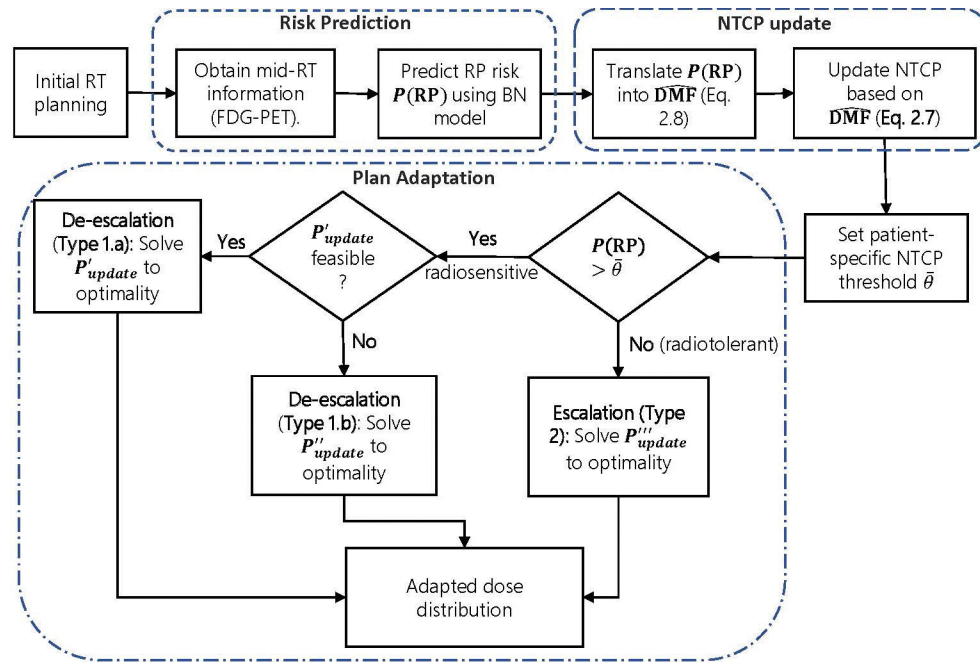 Risk Prediction
NTCP update
Initial RT
planning
Obtain mid-RT
information
(FDG-PET).
Predict RP risk
P(RP) using BN
model
Translate P(RP)
into \widehat{DMF} (Eq.
2.8)
Update NTCP
based on
\widehat{DMF} (Eq. 2.7)
Plan Adaptation
De-escalation
(Type 1.a): Solve
P′update to
optimality
Yes
P′update
feasible
?
Yes
radiosensitive
P(RP)
> θ̄
Set patient-
specific NTCP
threshold θ̄
No
No (radiotolerant)
De-escalation
(Type 1.b): Solve
P′′update to
optimality
Escalation (Type
2): Solve P′′′update
to optimality
Adapted dose
distribution